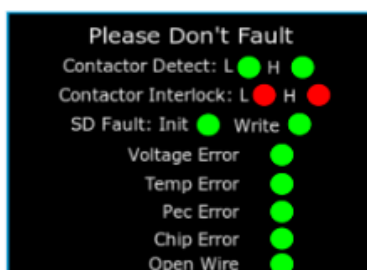 Please Don't Fault
Contactor Detect: L H
Contactor Interlock: L H
SD Fault: Init Write
Voltage Error
Temp Error
Pec Error
Chip Error
Open Wire